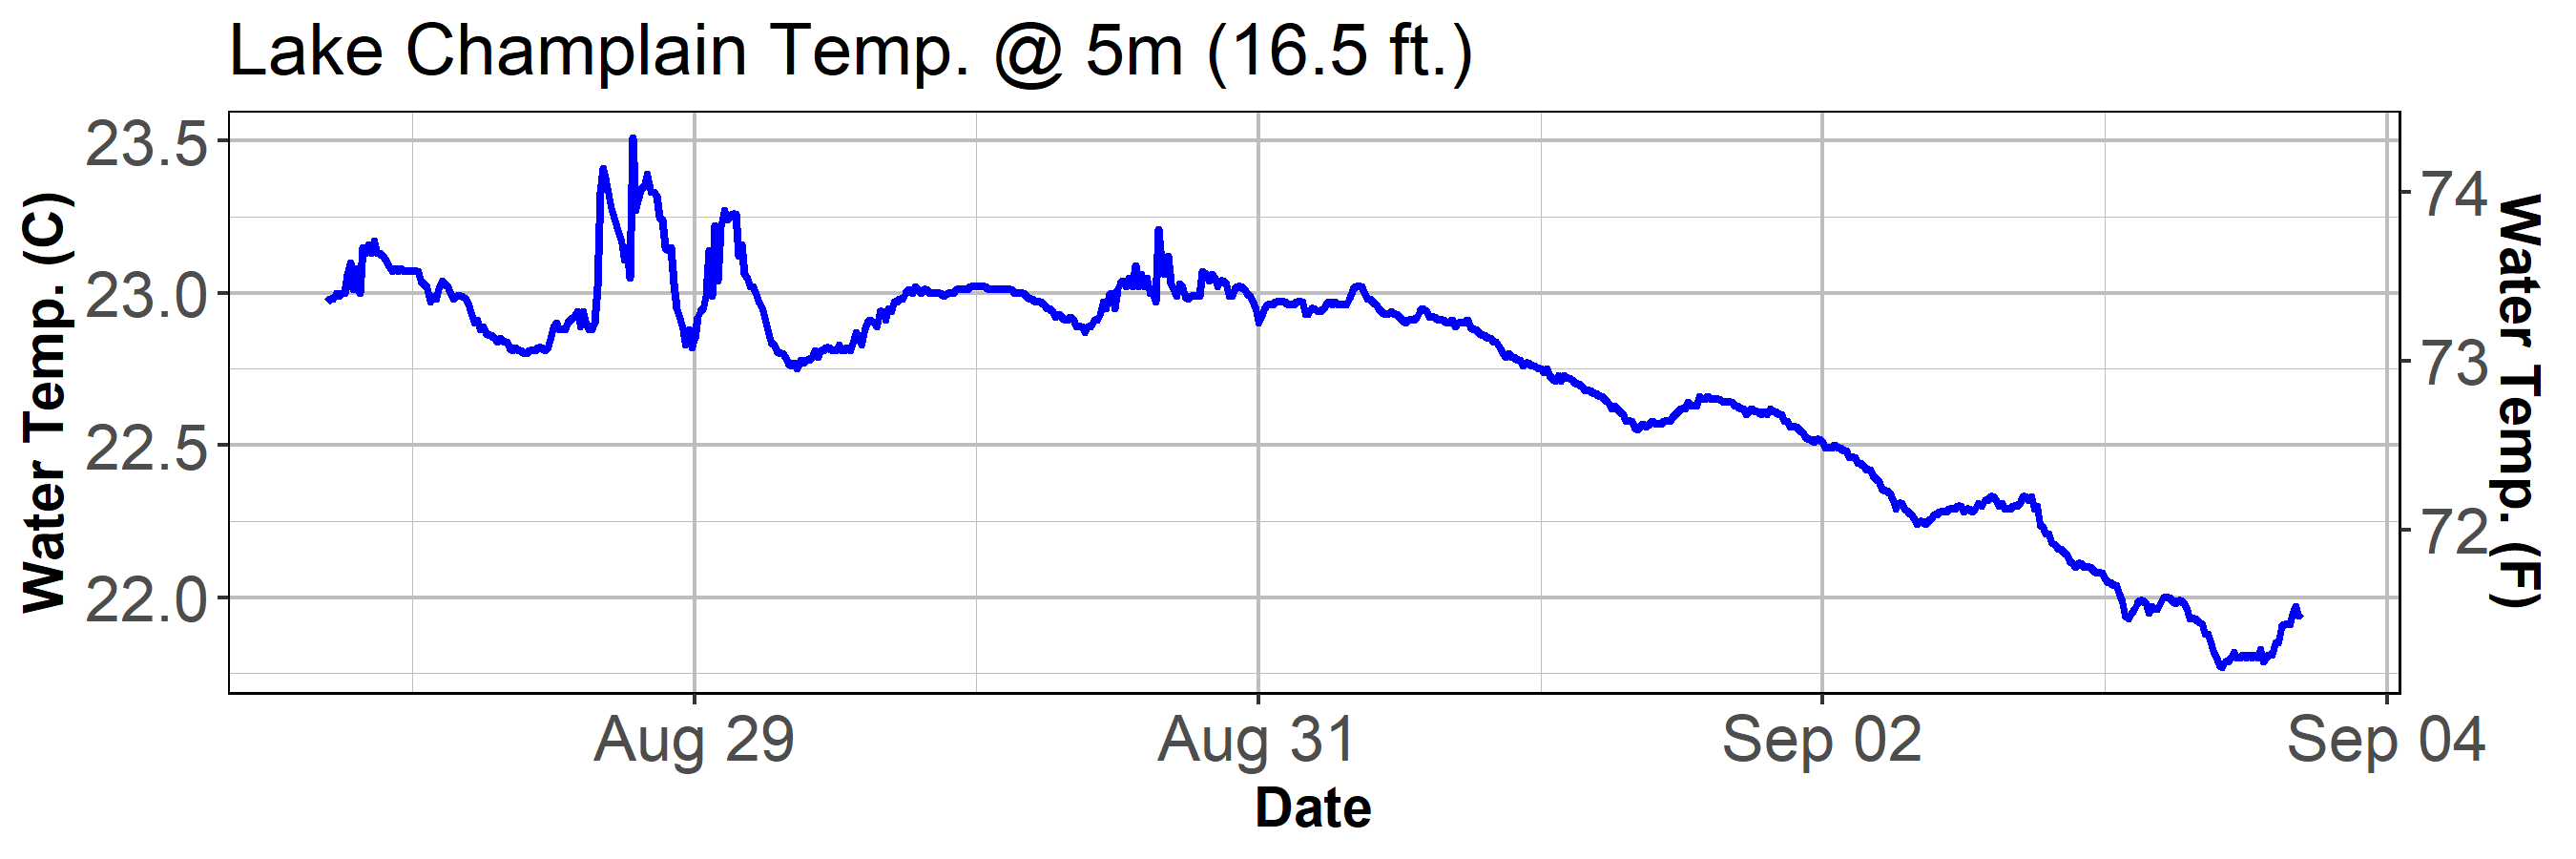 Lake Champlain Temp. @ 5m (16.5 ft.)
Water Temp. (C)
23.5
23.0
22.5
22.0
74
73
72
Water Temp. (F)
Aug 29
Aug 31
Sep 02
Sep 04
Date